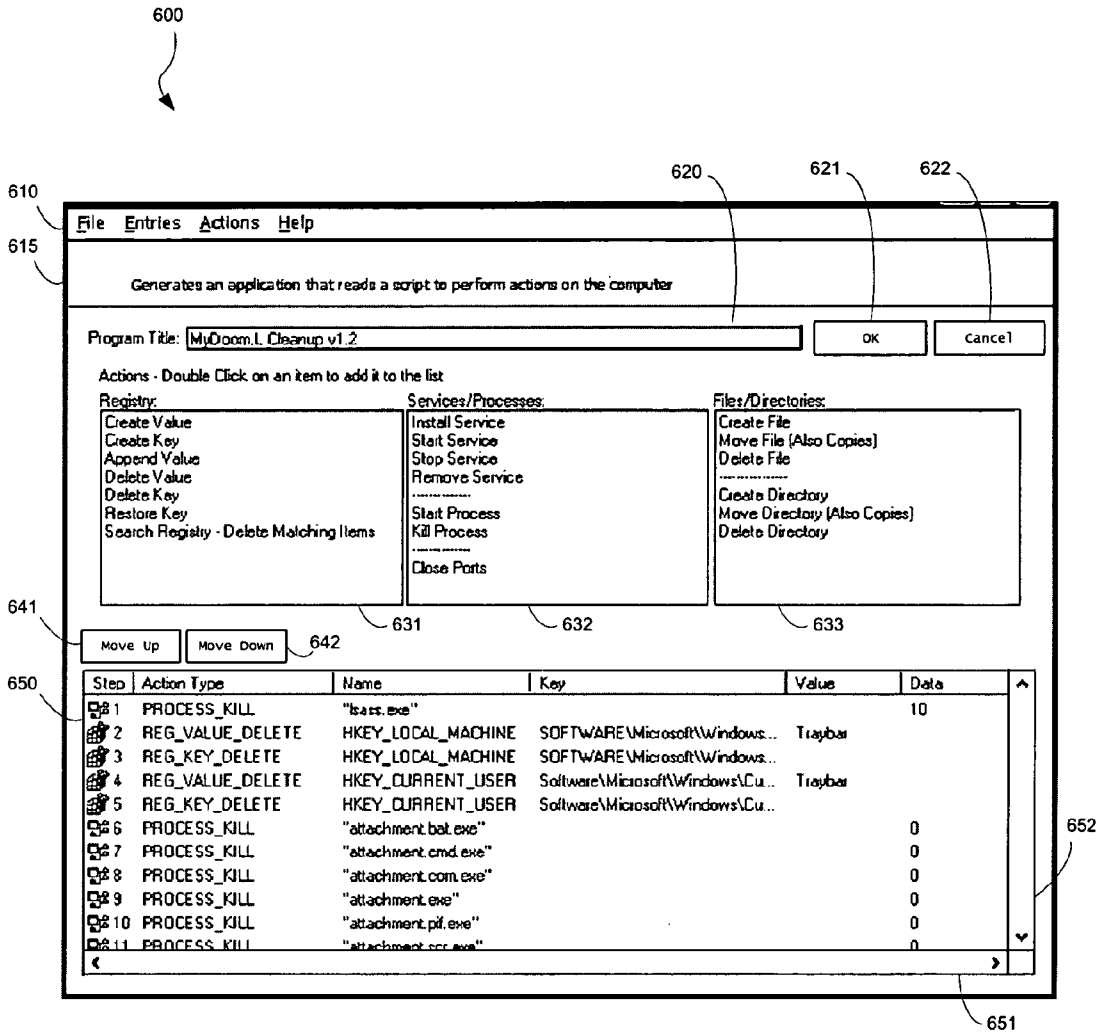 600
620
621
622
610
File Entries Actions Help
615
Generates an application that reads a script to perform actions on the computer
Program Title: MyDoom.L Cleanup v1.2
OK
Cancel
Actions - Double Click on an item to add it to the list
Registry:
Create Value
Create Key
Append Value
Delete Value
Delete Key
Restore Key
Search Registry - Delete Matching Items
Services/Processes:
Install Service
Start Service
Stop Service
Remove Service
------------
Start Process
Kill Process
------------
Close Ports
Files/Directories:
Create File
Move File (Also Copies)
Delete File
------------
Create Directory
Move Directory (Also Copies)
Delete Directory
641
631
632
633
Move Up
Move Down
642
650
Step Action Type Name Key Value Data
1 PROCESS_KILL "lsass.exe" 10
2 REG_VALUE_DELETE HKEY_LOCAL_MACHINE SOFTWARE\Microsoft\Windows... Traybar
3 REG_KEY_DELETE HKEY_LOCAL_MACHINE SOFTWARE\Microsoft\Windows...
4 REG_VALUE_DELETE HKEY_CURRENT_USER Software\Microsoft\Windows\Cu... Traybar
5 REG_KEY_DELETE HKEY_CURRENT_USER Software\Microsoft\Windows\Cu...
6 PROCESS_KILL "attachment.bat.exe" 0
7 PROCESS_KILL "attachment.cmd.exe" 0
8 PROCESS_KILL "attachment.com.exe" 0
9 PROCESS_KILL "attachment.exe" 0
10 PROCESS_KILL "attachment.pif.exe" 0
11 PROCESS_KILL "attachment.scr.exe" 0
652
651